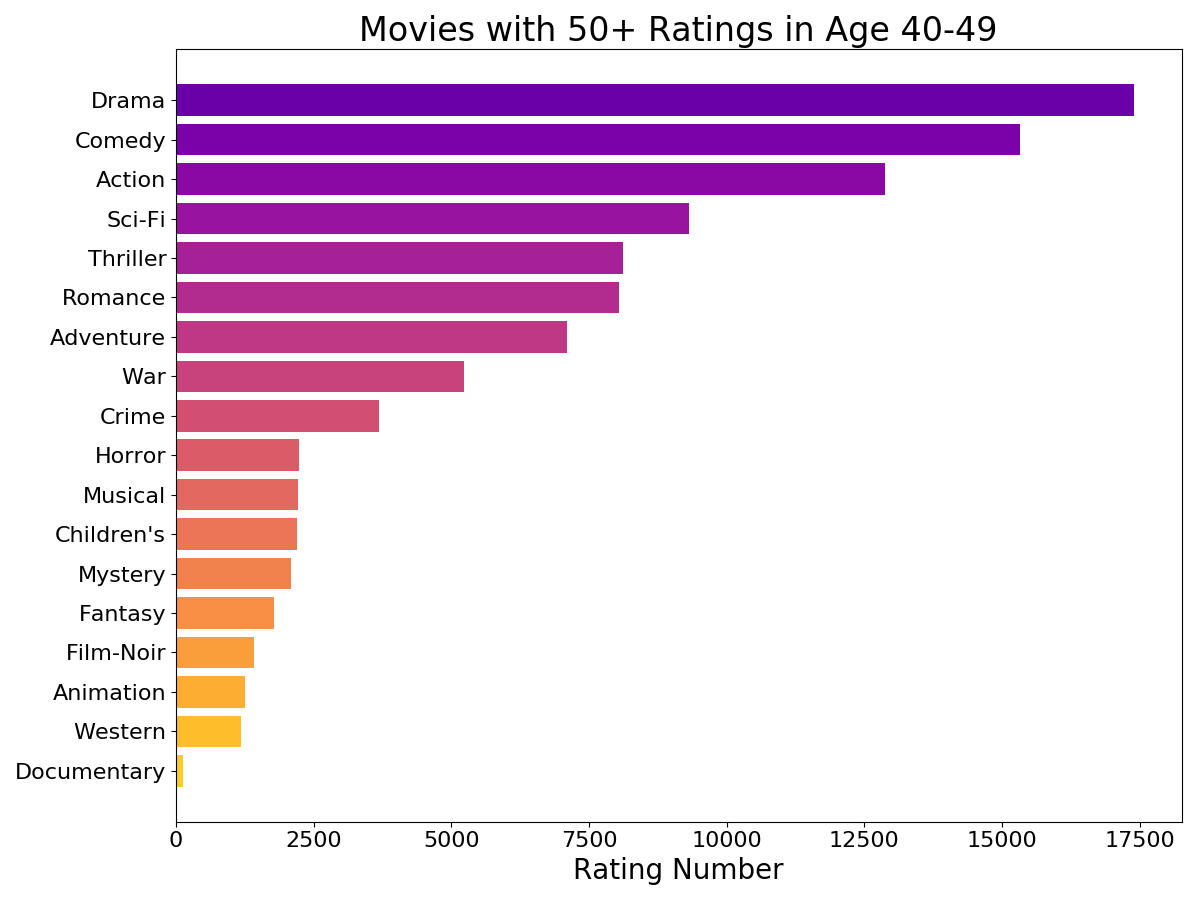 Movies with 50+ Ratings in Age 40-49
Drama
Comedy
Action
Sci-Fi
Thriller
Romance
Adventure
War
Crime
Horror
Musical
Children's
Mystery
Fantasy
Film-Noir
Animation
Western
Documentary
0 2500 5000 7500 10000 12500 15000 17500
Rating Number